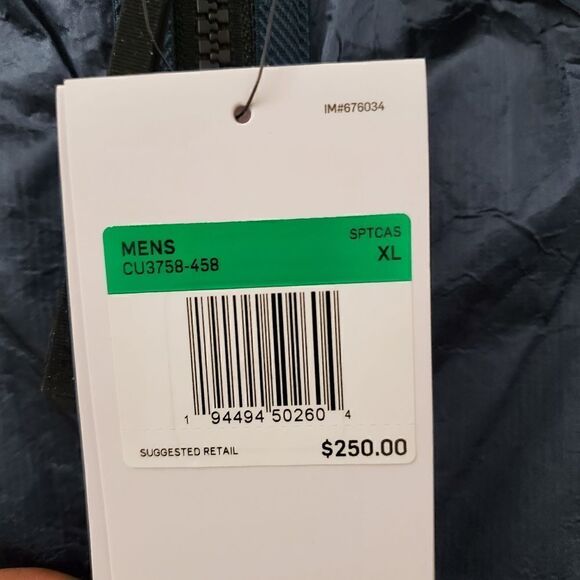 IM#676034
MENS SPTCAS
CU3758-458 XL
1 94494 50260 4
SUGGESTED RETAIL $250.00